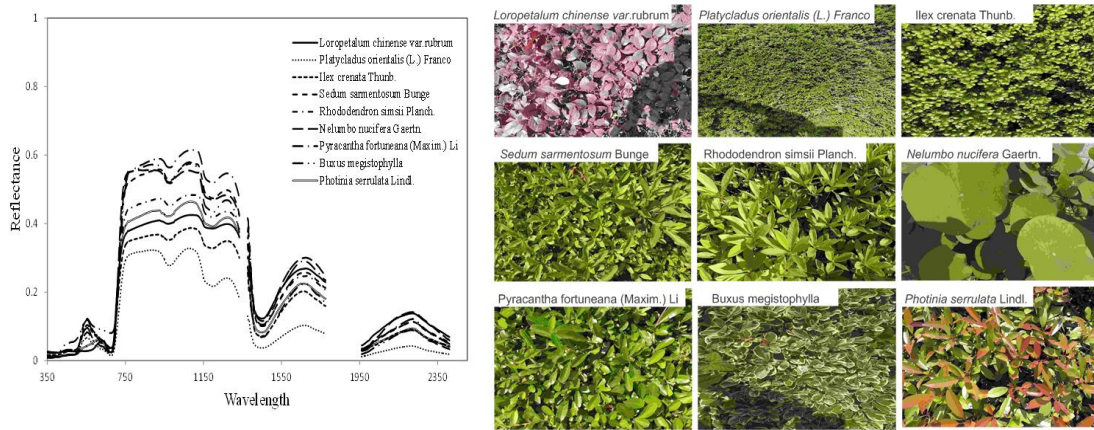 1
0.8
0.6
0.4
0.2
0
Reflectance
350
750
1150
1550
1950
2350
Wavelength
Loropetalum chinense var.rubrum
Platycladus orientalis (L.) Franco
Ilex crenata Thunb.
Sedum sarmentosum Bunge
Rhododendron simsii Planch.
Nelumbo nucifera Gaertn.
Pyracantha fortuneana (Maxim.) Li
Buxus megistophylla
Photinia serrulata Lindl.
Loropetalum chinense var.rubrum
Platycladus orientalis (L.) Franco
Ilex crenata Thunb.
Sedum sarmentosum Bunge
Rhododendron simsii Planch.
Nelumbo nucifera Gaertn.
Pyracantha fortuneana (Maxim.) Li
Buxus megistophylla
Photinia serrulata Lindl.